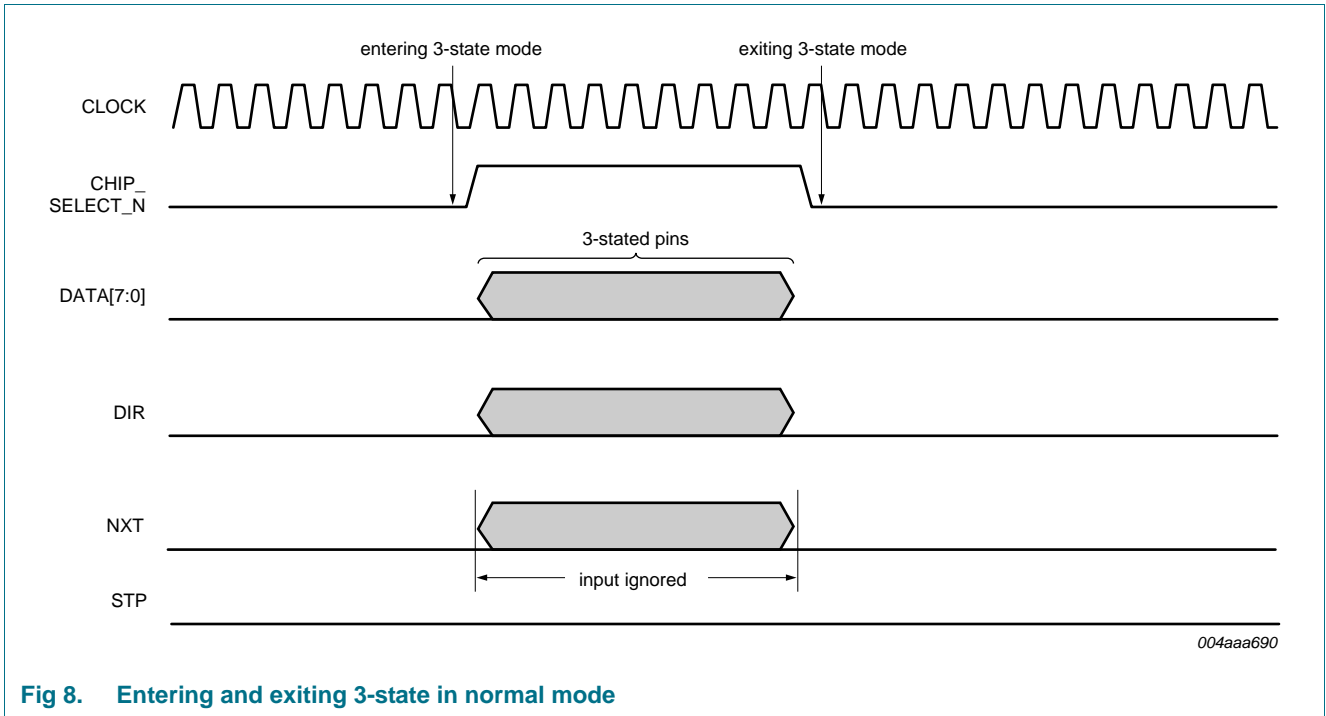 entering 3-state mode
exiting 3-state mode
CLOCK
CHIP_
SELECT_N
3-stated pins
DATA[7:0]
DIR
NXT
input ignored
STP
004aaa690
Fig 8. Entering and exiting 3-state in normal mode